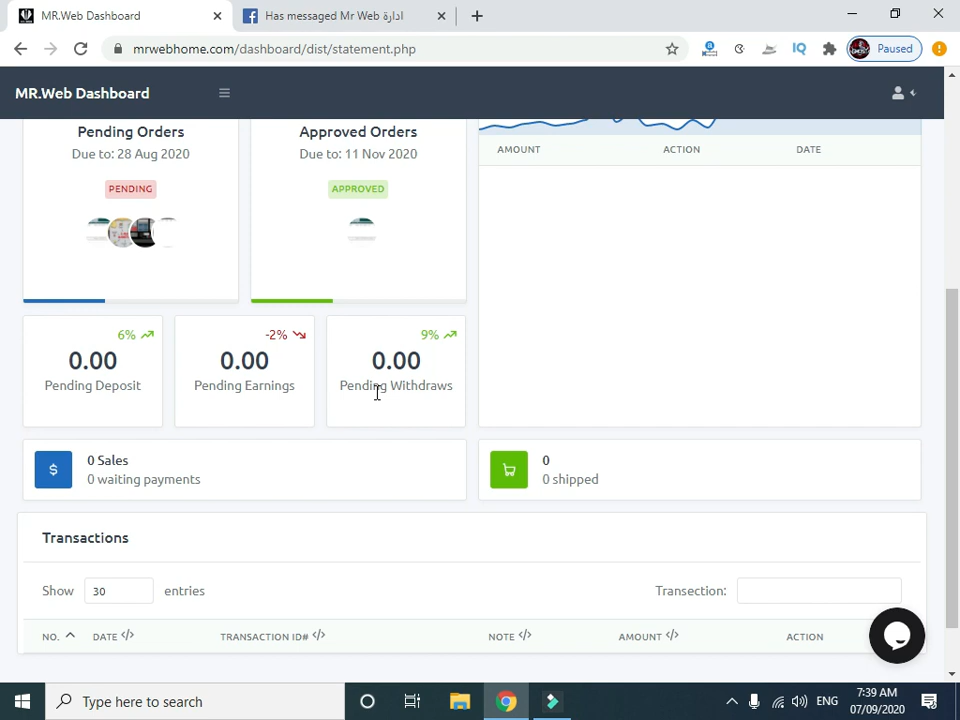 MR.Web Dashboard
Has messaged Mr Web ادارة
mrwebhome.com/dashboard/dist/statement.php
IQ
Paused
MR.Web Dashboard
Pending Orders
Due to: 28 Aug 2020
PENDING
Approved Orders
Due to: 11 Nov 2020
APPROVED
AMOUNT ACTION DATE
6%
0.00
Pending Deposit
-2%
0.00
Pending Earnings
9%
0.00
Pending Withdraws
$
0 Sales
0 waiting payments
0
0 shipped
Transactions
Show 30 entries
Transection:
NO. DATE TRANSACTION ID# NOTE AMOUNT ACTION
Type here to search
ENG
7:39 AM
07/09/2020